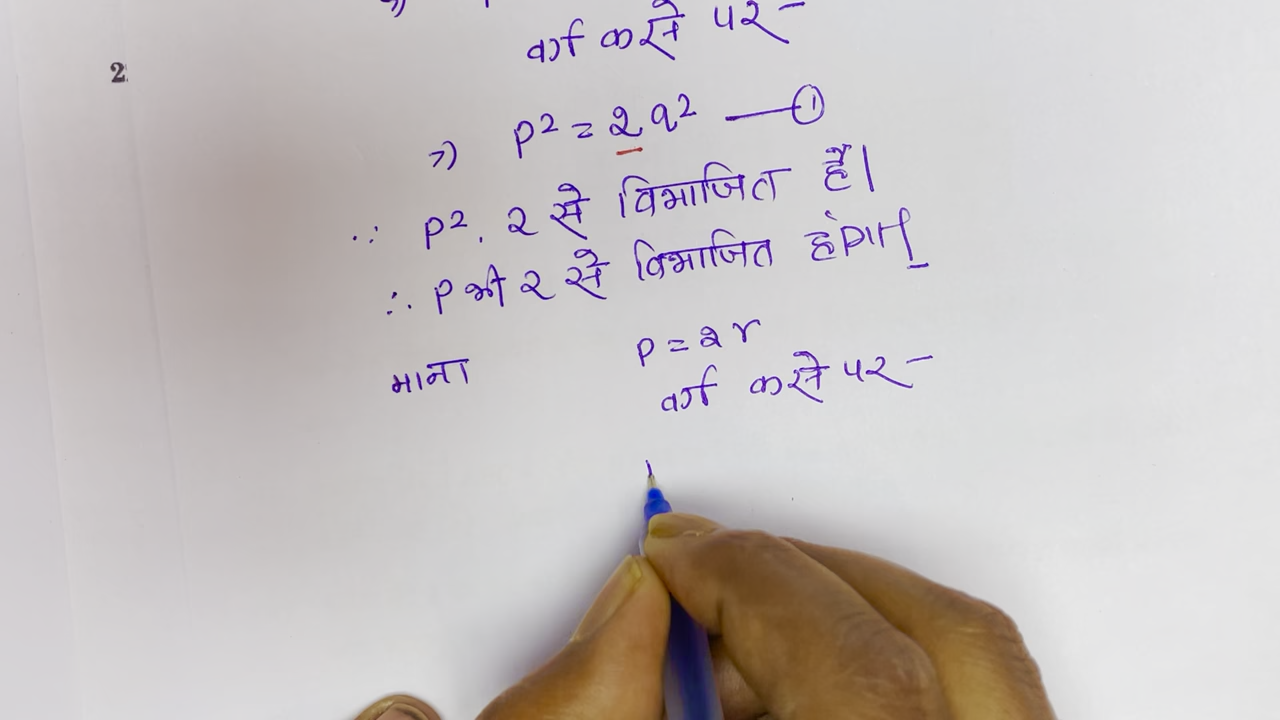 वर्ग करने पर –
2
=) p² = 2q² — ①
∵ p², 2 से विभाजित है।
∴ p भी 2 से विभाजित होगा।
माना p = 2r
वर्ग करने पर –